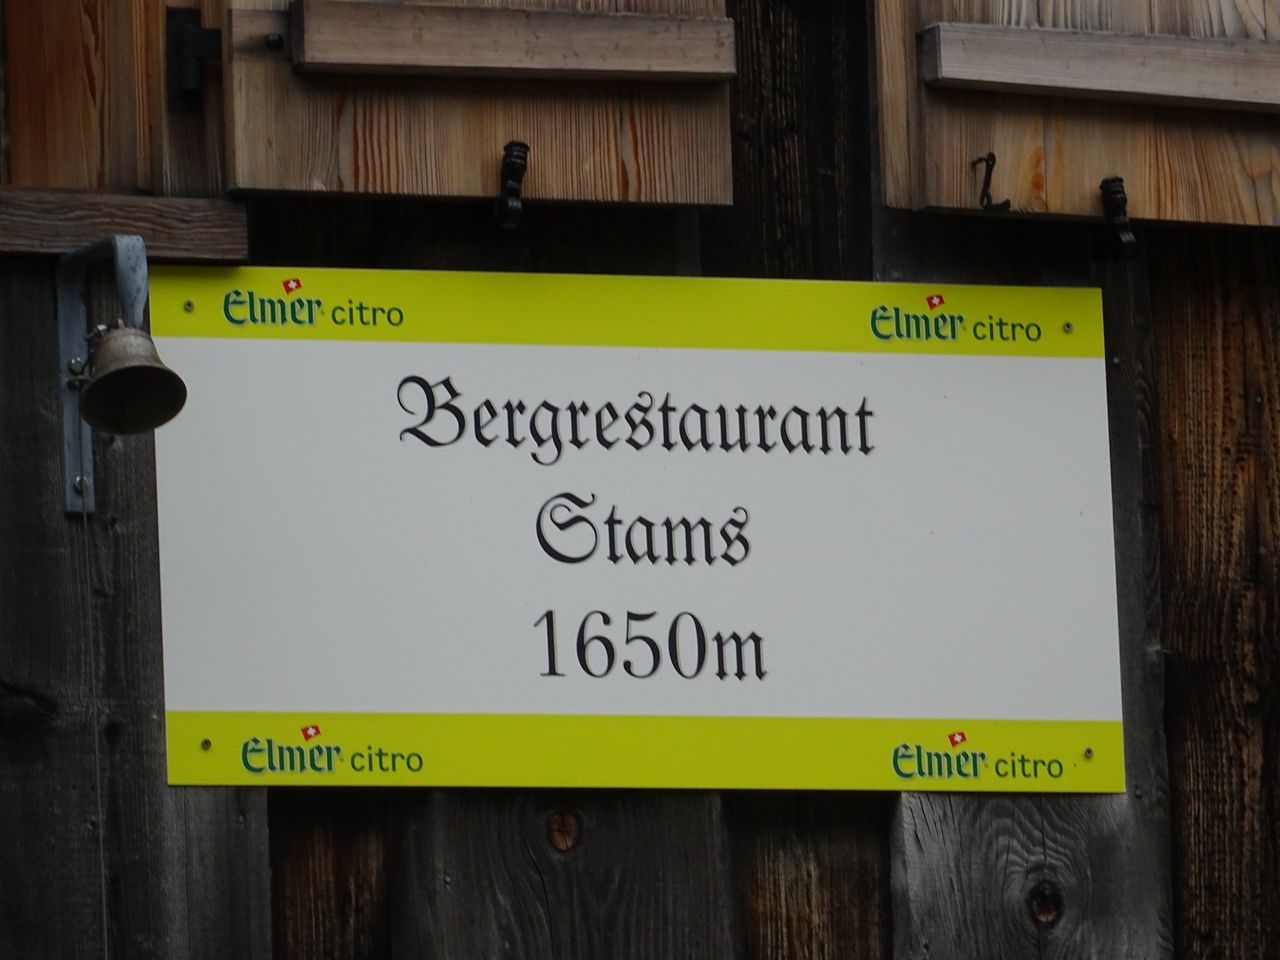 Elmer citro Elmer citro
Bergrestaurant
Stams
1650m
Elmer citro Elmer citro